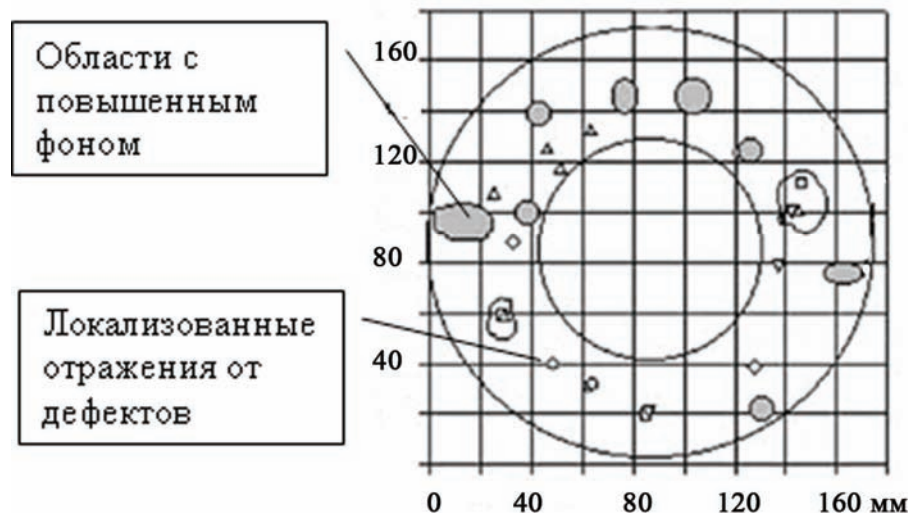 Области с
повышенным
фоном
Локализованные
отражения от
дефектов
160
120
80
40
0 40 80 120 160 мм